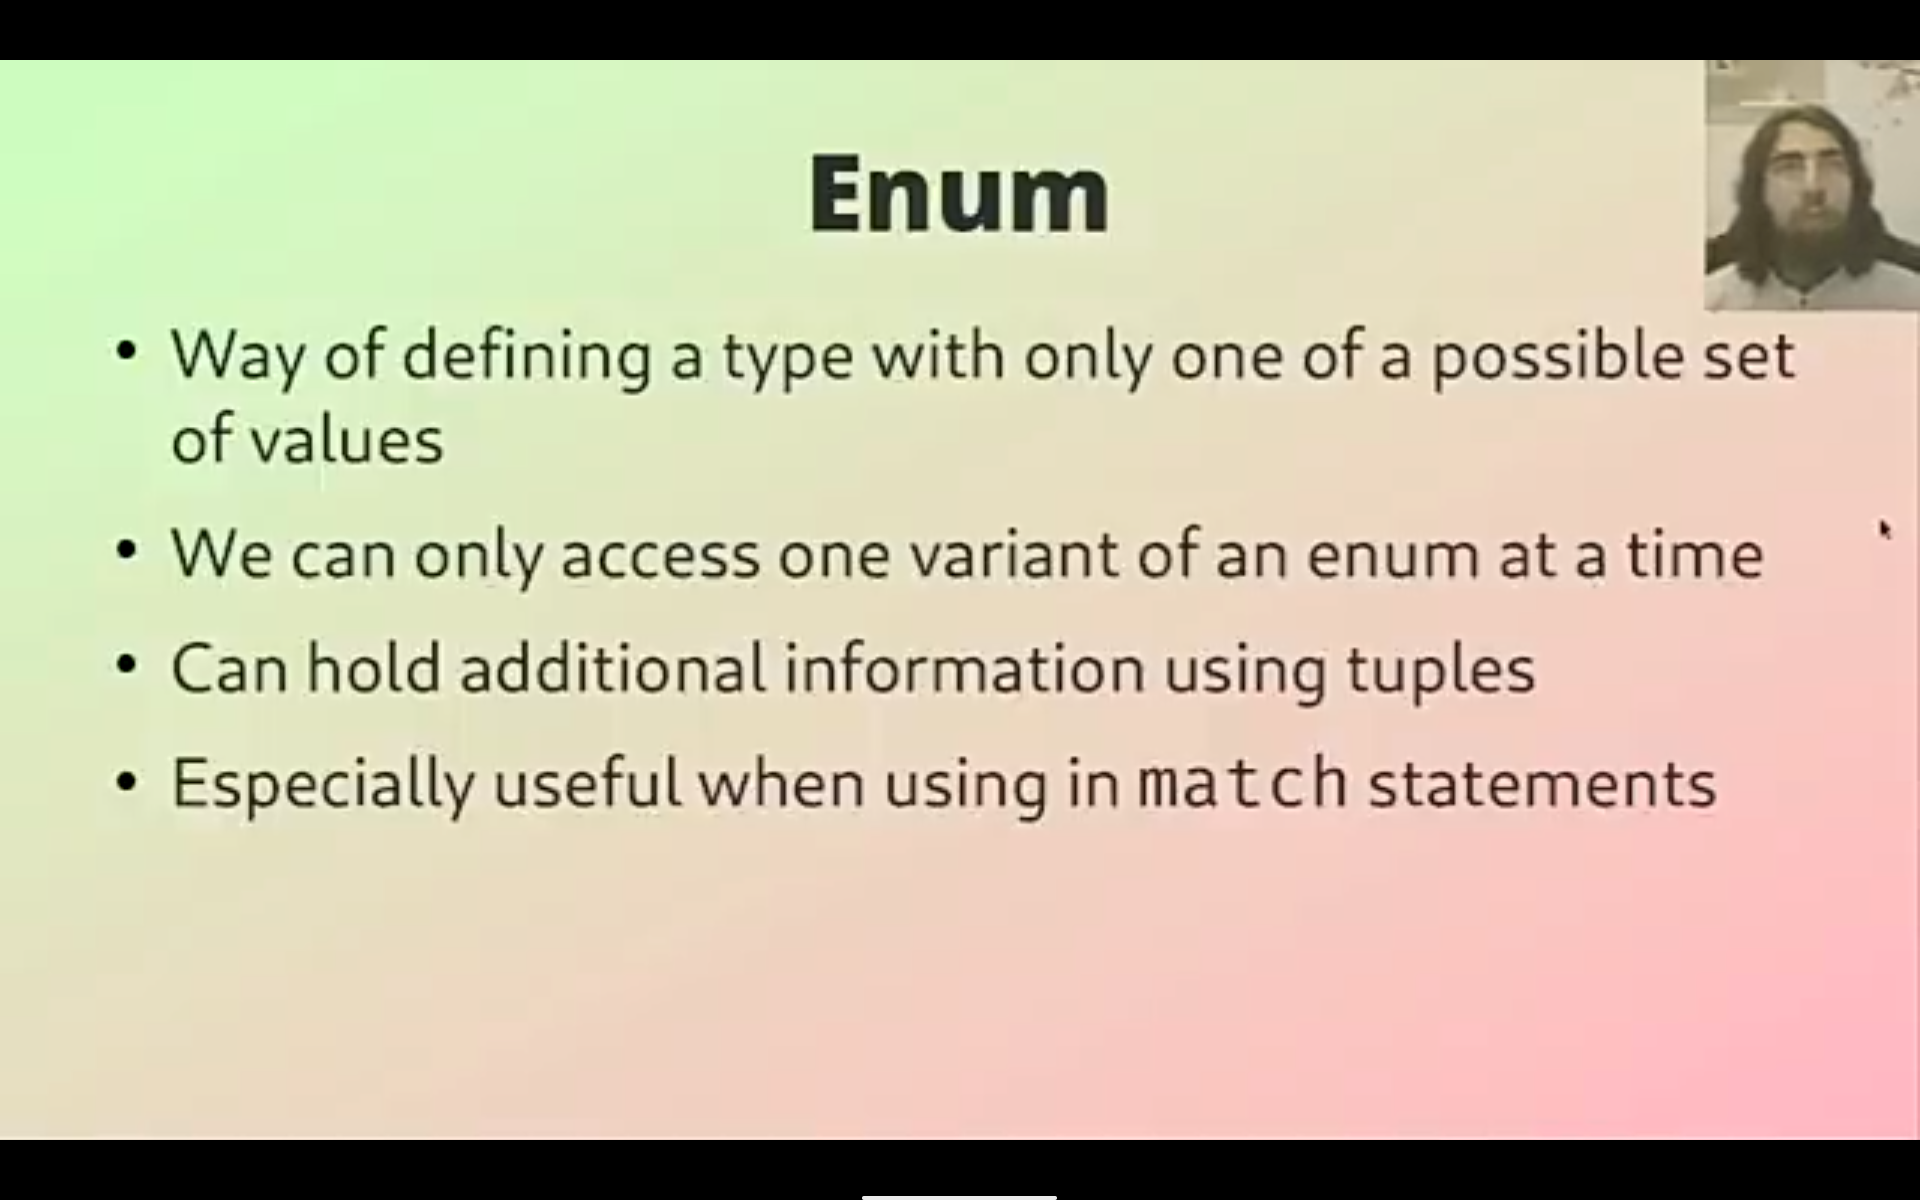 Enum
• Way of defining a type with only one of a possible set
of values
• We can only access one variant of an enum at a time
• Can hold additional information using tuples
• Especially useful when using in match statements